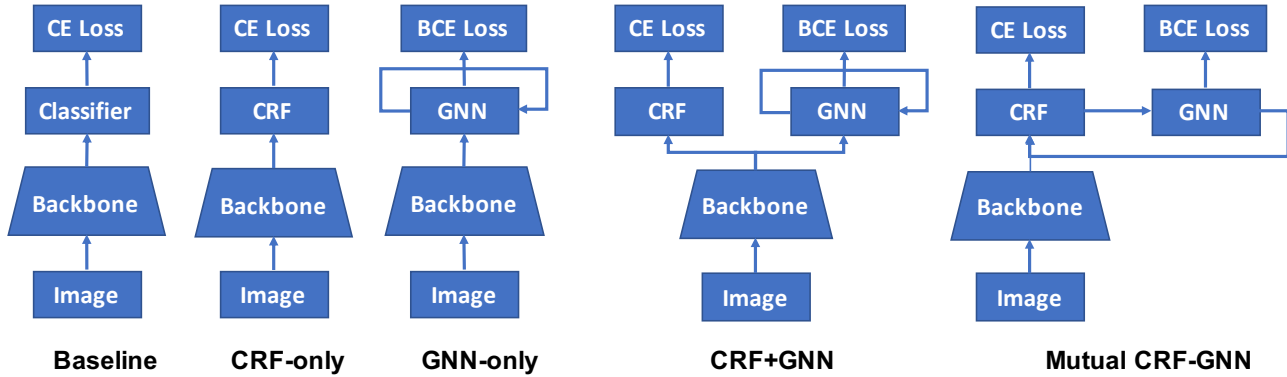 CE Loss
Classifier
Backbone
Image
Baseline
CE Loss
CRF
Backbone
Image
CRF-only
BCE Loss
GNN
Backbone
Image
GNN-only
CE Loss
BCE Loss
CRF
GNN
Backbone
Image
CRF+GNN
CE Loss
BCE Loss
CRF
GNN
Backbone
Image
Mutual CRF-GNN